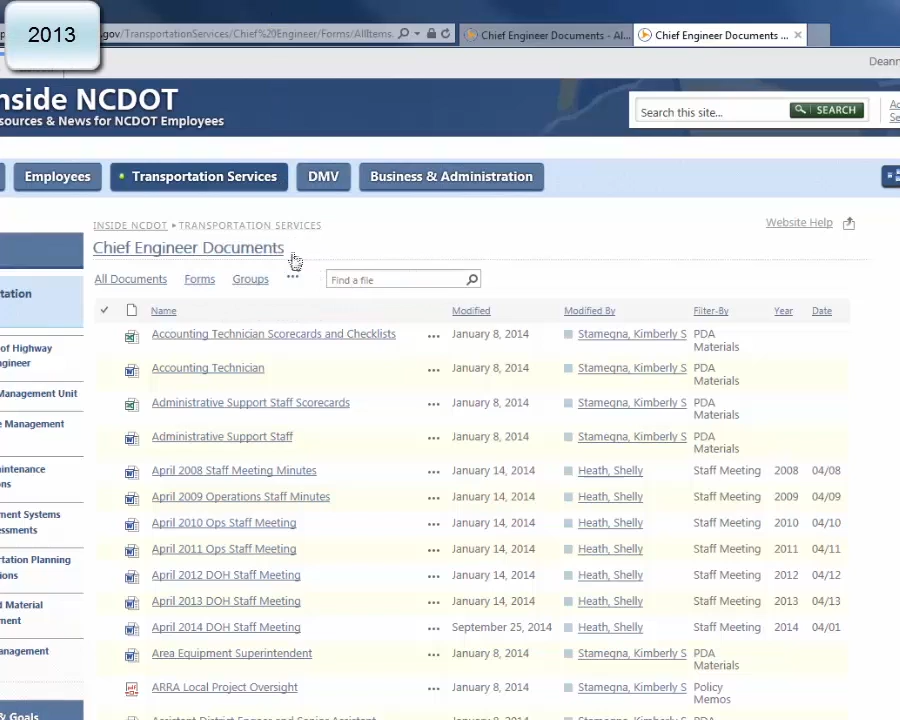 2013
.gov/TransportationServices/Chief%20Engineer/Forms/AllItems.
Chief Engineer Documents - Al...
Chief Engineer Documents ...
Deann
nside NCDOT
sources & News for NCDOT Employees
Search this site...
SEARCH
Employees
Transportation Services
DMV
Business & Administration
INSIDE NCDOT ▸ TRANSPORTATION SERVICES
Website Help
Chief Engineer Documents
All Documents Forms Groups ...
Find a file
Name Modified Modified By Filter-By Year Date
Accounting Technician Scorecards and Checklists ... January 8, 2014 Stamegna, Kimberly S PDA
Materials
Accounting Technician ... January 8, 2014 Stamegna, Kimberly S PDA
Materials
Administrative Support Staff Scorecards ... January 8, 2014 Stamegna, Kimberly S PDA
Materials
Administrative Support Staff ... January 8, 2014 Stamegna, Kimberly S PDA
Materials
April 2008 Staff Meeting Minutes ... January 14, 2014 Heath, Shelly Staff Meeting 2008 04/08
April 2009 Operations Staff Minutes ... January 14, 2014 Heath, Shelly Staff Meeting 2009 04/09
April 2010 Ops Staff Meeting ... January 14, 2014 Heath, Shelly Staff Meeting 2010 04/10
April 2011 Ops Staff Meeting ... January 14, 2014 Heath, Shelly Staff Meeting 2011 04/11
April 2012 DOH Staff Meeting ... January 14, 2014 Heath, Shelly Staff Meeting 2012 04/12
April 2013 DOH Staff Meeting ... January 14, 2014 Heath, Shelly Staff Meeting 2013 04/13
April 2014 DOH Staff Meeting ... September 25, 2014 Heath, Shelly Staff Meeting 2014 04/01
Area Equipment Superintendent ... January 8, 2014 Stamegna, Kimberly S PDA
Materials
ARRA Local Project Oversight ... January 8, 2014 Stamegna, Kimberly S Policy
Memos
tation
of Highway
ngineer
Management Unit
e Management
intenance
ns
ment Systems
essments
rtation Planning
ions
d Material
ment
anagement
& Goals